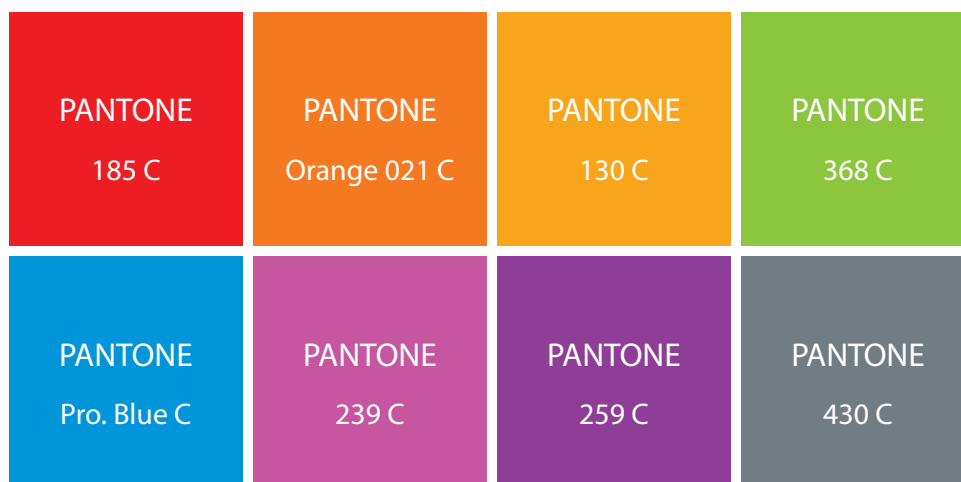 PANTONE
185 C
PANTONE
Orange 021 C
PANTONE
130 C
PANTONE
368 C
PANTONE
Pro. Blue C
PANTONE
239 C
PANTONE
259 C
PANTONE
430 C